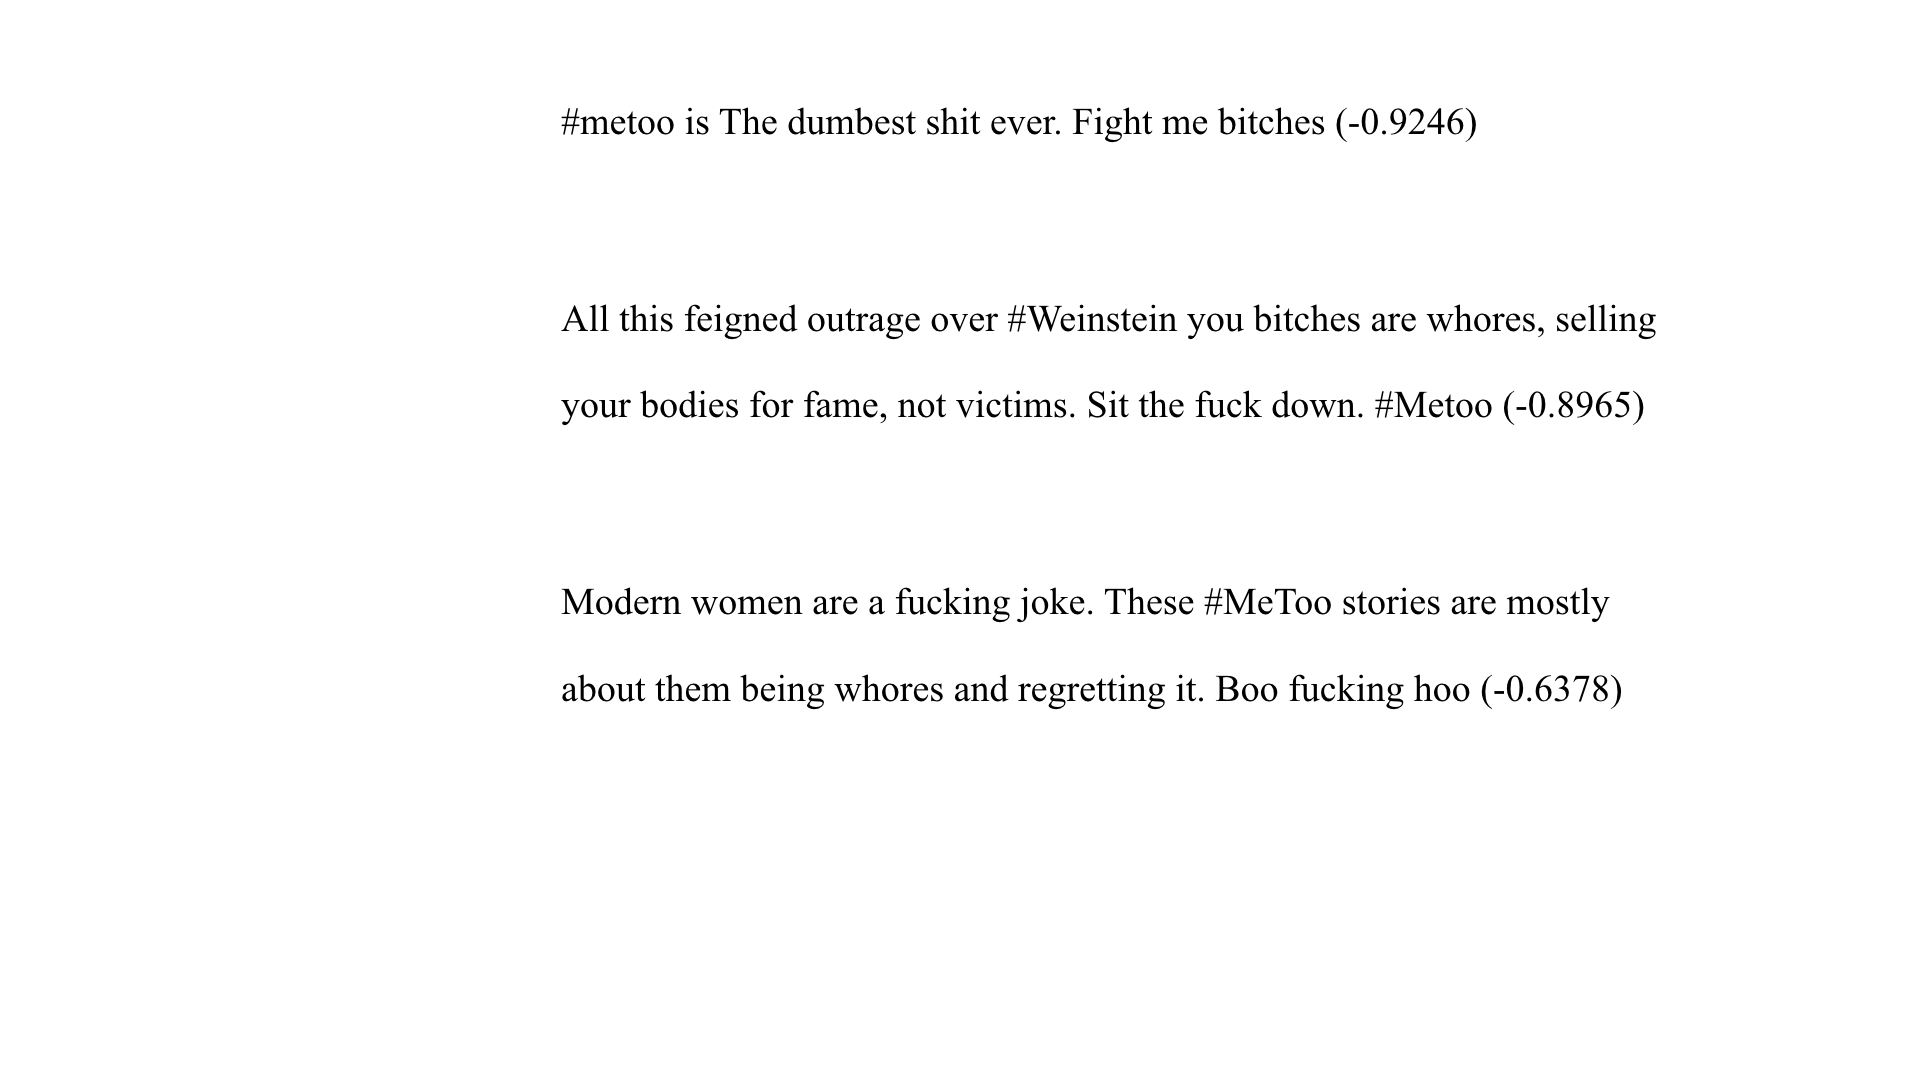 #metoo is The dumbest shit ever. Fight me bitches (-0.9246)
All this feigned outrage over #Weinstein you bitches are whores, selling
your bodies for fame, not victims. Sit the fuck down. #Metoo (-0.8965)
Modern women are a fucking joke. These #MeToo stories are mostly
about them being whores and regretting it. Boo fucking hoo (-0.6378)